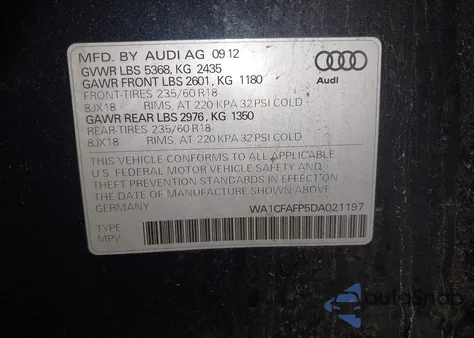 MFD. BY AUDI AG 09 12
GVWR LBS 5368, KG 2435
GAWR FRONT LBS 2601, KG 1180
FRONT-TIRES 235/60 R18
8JX18 RIMS, AT 220 KPA 32 PSI COLD
GAWR REAR LBS 2976, KG 1350
REAR-TIRES 235/60 R18
8JX18 RIMS, AT 220 KPA 32 PSI COLD
Audi
THIS VEHICLE CONFORMS TO ALL APPLICABLE
U.S. FEDERAL MOTOR VEHICLE SAFETY AND
THEFT PREVENTION STANDARDS IN EFFECT ON
THE DATE OF MANUFACTURE SHOWN ABOVE.
GERMANY WA1CFAFP5DA021197
TYPE:
MPV
autoSnap